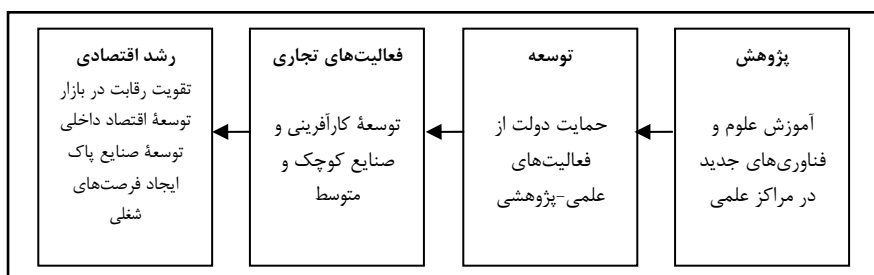 پژوهش
آموزش علوم و
فناوری‌های جدید
در مراکز علمی
توسعه
حمایت دولت از
فعالیت‌های
علمی-پژوهشی
فعالیت‌های تجاری
توسعهٔ کارآفرینی و
صنایع کوچک و
متوسط
رشد اقتصادی
تقویت رقابت در بازار
توسعهٔ اقتصاد داخلی
توسعهٔ صنایع پاک
ایجاد فرصت‌های
شغلی